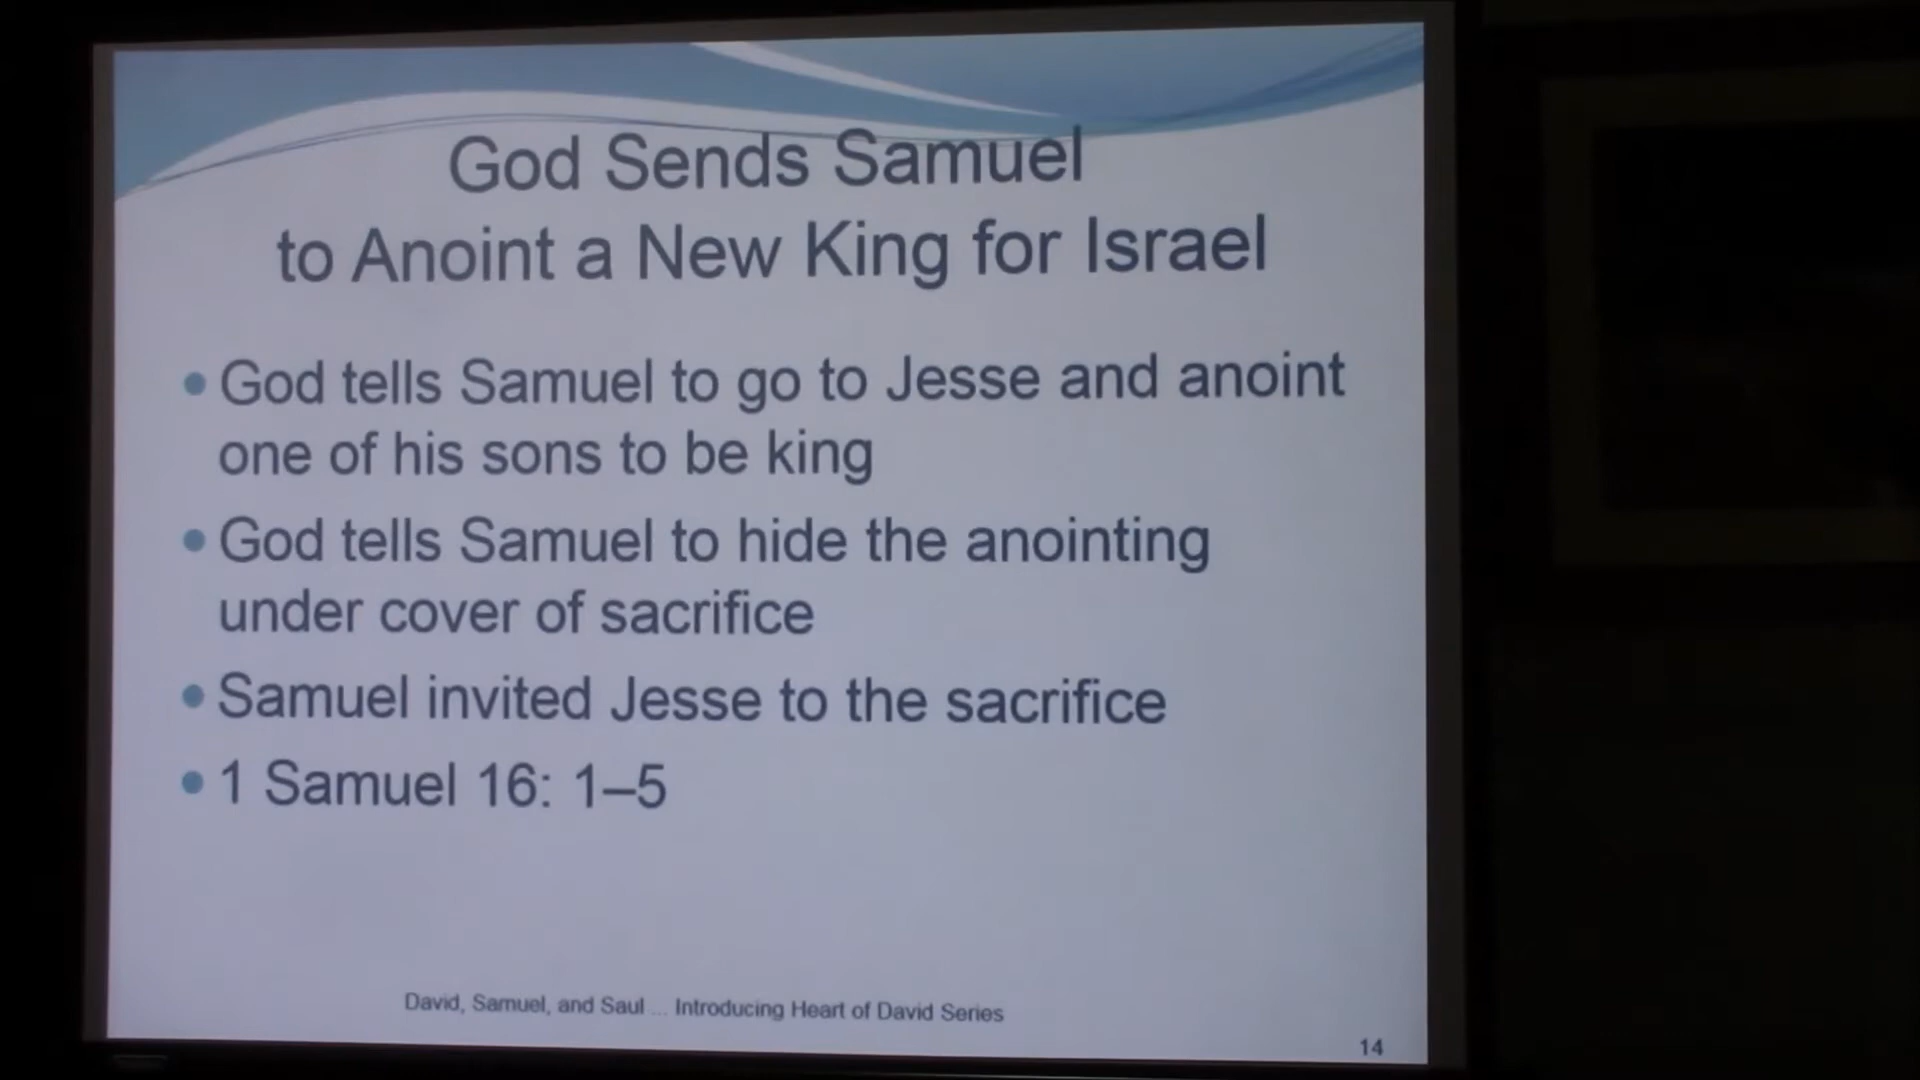 God Sends Samuel
to Anoint a New King for Israel
• God tells Samuel to go to Jesse and anoint
one of his sons to be king
• God tells Samuel to hide the anointing
under cover of sacrifice
• Samuel invited Jesse to the sacrifice
• 1 Samuel 16: 1–5
David, Samuel, and Saul ... Introducing Heart of David Series
14